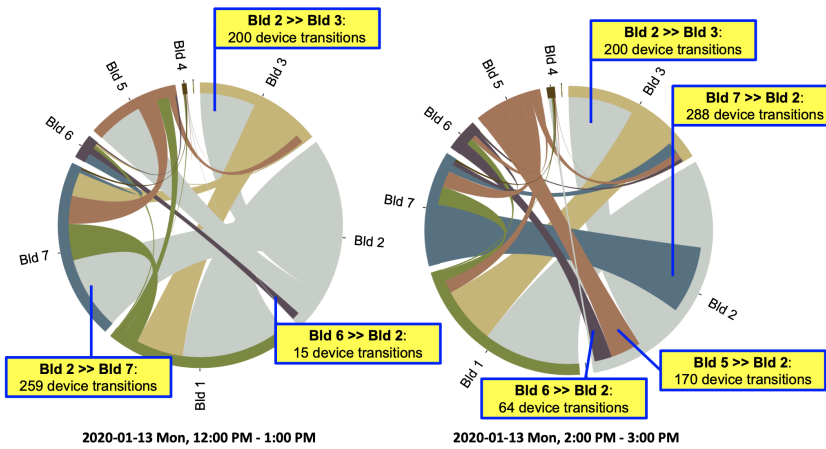 Bld 2 >> Bld 3:
200 device transitions
Bld 4
Bld 5
Bld 3
Bld 6
Bld 7
Bld 2
Bld 6 >> Bld 2:
15 device transitions
Bld 2 >> Bld 7:
259 device transitions
Bld 1
2020-01-13 Mon, 12:00 PM - 1:00 PM
Bld 2 >> Bld 3:
200 device transitions
Bld 4
Bld 5
Bld 3
Bld 7 >> Bld 2:
288 device transitions
Bld 6
Bld 7
Bld 2
Bld 1
Bld 5 >> Bld 2:
170 device transitions
Bld 6 >> Bld 2:
64 device transitions
2020-01-13 Mon, 2:00 PM - 3:00 PM